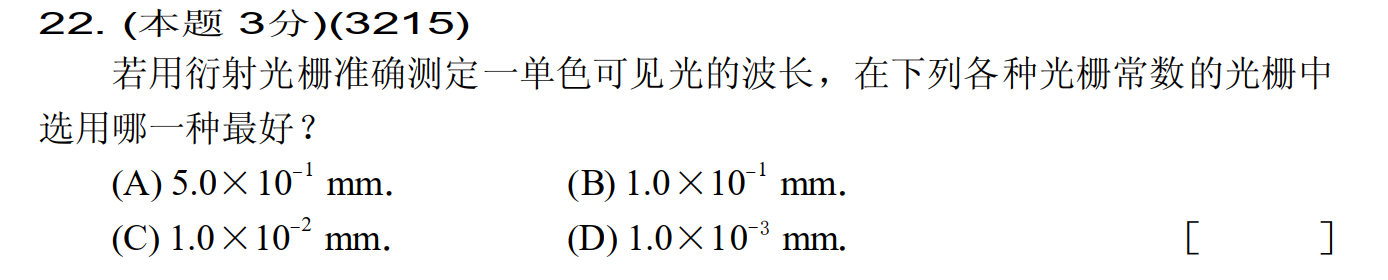 22. (本题 3分)(3215)
若用衍射光栅准确测定一单色可见光的波长，在下列各种光栅常数的光栅中
选用哪一种最好？
(A) 5.0×10⁻¹ mm. (B) 1.0×10⁻¹ mm.
(C) 1.0×10⁻² mm. (D) 1.0×10⁻³ mm. [ ]